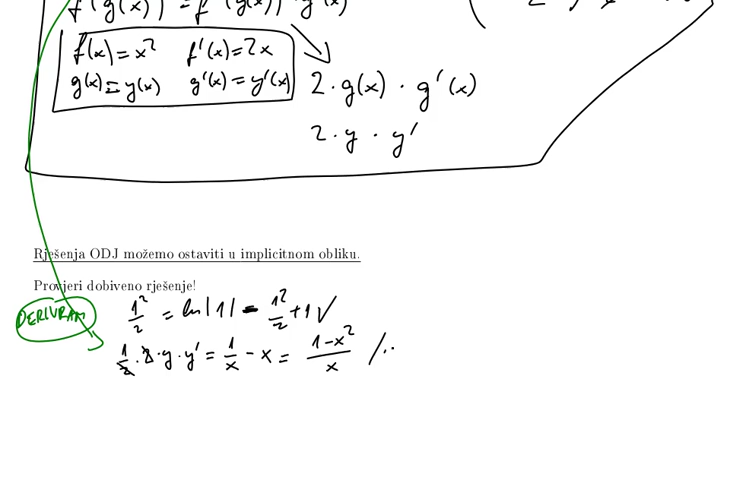 f(g(x)) = f'(g(x)) · g'(x)
f(x) = x² f'(x) = 2x
g(x) = y(x) g'(x) = y'(x)
2 · g(x) · g'(x)
2 · y · y'
Rješenja ODJ možemo ostaviti u implicitnom obliku.
Provjeri dobiveno rješenje!
DERIVIRAM
1²/2 = ln|1| - 1²/2 + 1 ✓
1/2 · 2 · y · y' = 1/x - x = (1-x²)/x /: